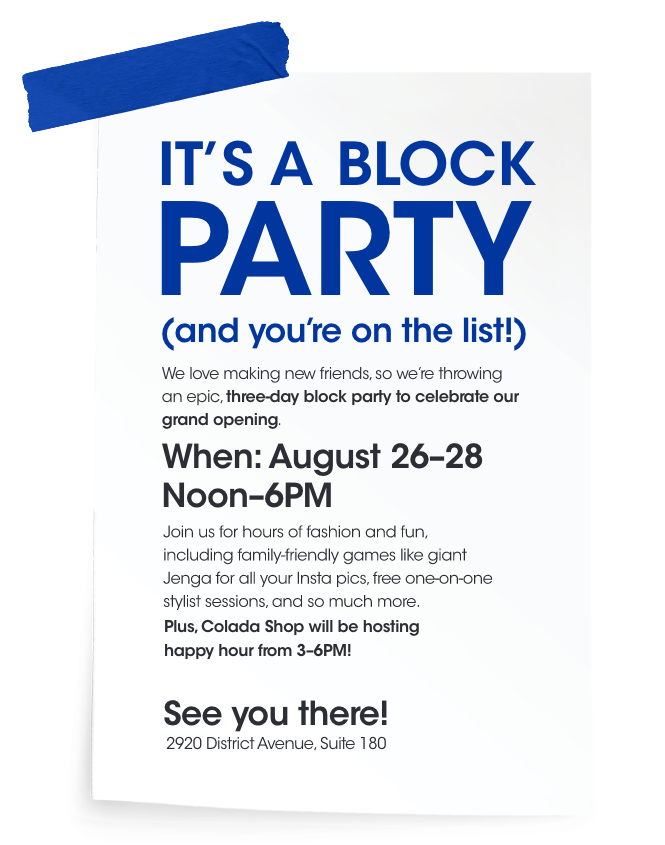 IT'S A BLOCK
PARTY
(and you're on the list!)
We love making new friends, so we're throwing
an epic, three-day block party to celebrate our
grand opening.
When: August 26–28
Noon–6PM
Join us for hours of fashion and fun,
including family-friendly games like giant
Jenga for all your Insta pics, free one-on-one
stylist sessions, and so much more.
Plus, Colada Shop will be hosting
happy hour from 3–6PM!
See you there!
2920 District Avenue, Suite 180